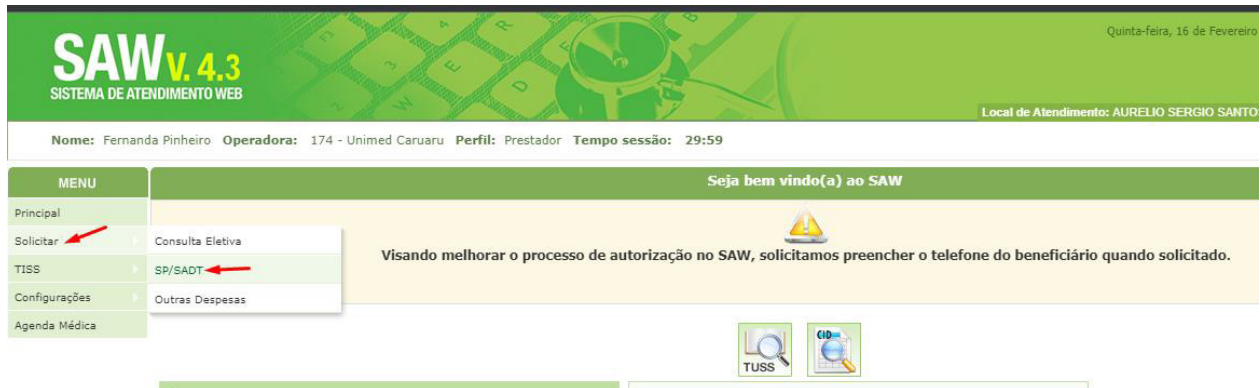 Quinta-feira, 16 de Fevereiro
SAW V. 4.3
SISTEMA DE ATENDIMENTO WEB
Local de Atendimento: AURELIO SERGIO SANTO
Nome: Fernanda Pinheiro Operadora: 174 - Unimed Caruaru Perfil: Prestador Tempo sessão: 29:59
MENU
Seja bem vindo(a) ao SAW
Principal
Solicitar
Consulta Eletiva
Visando melhorar o processo de autorização no SAW, solicitamos preencher o telefone do beneficiário quando solicitado.
TISS
SP/SADT
Configurações
Outras Despesas
Agenda Médica
TUSS
CID